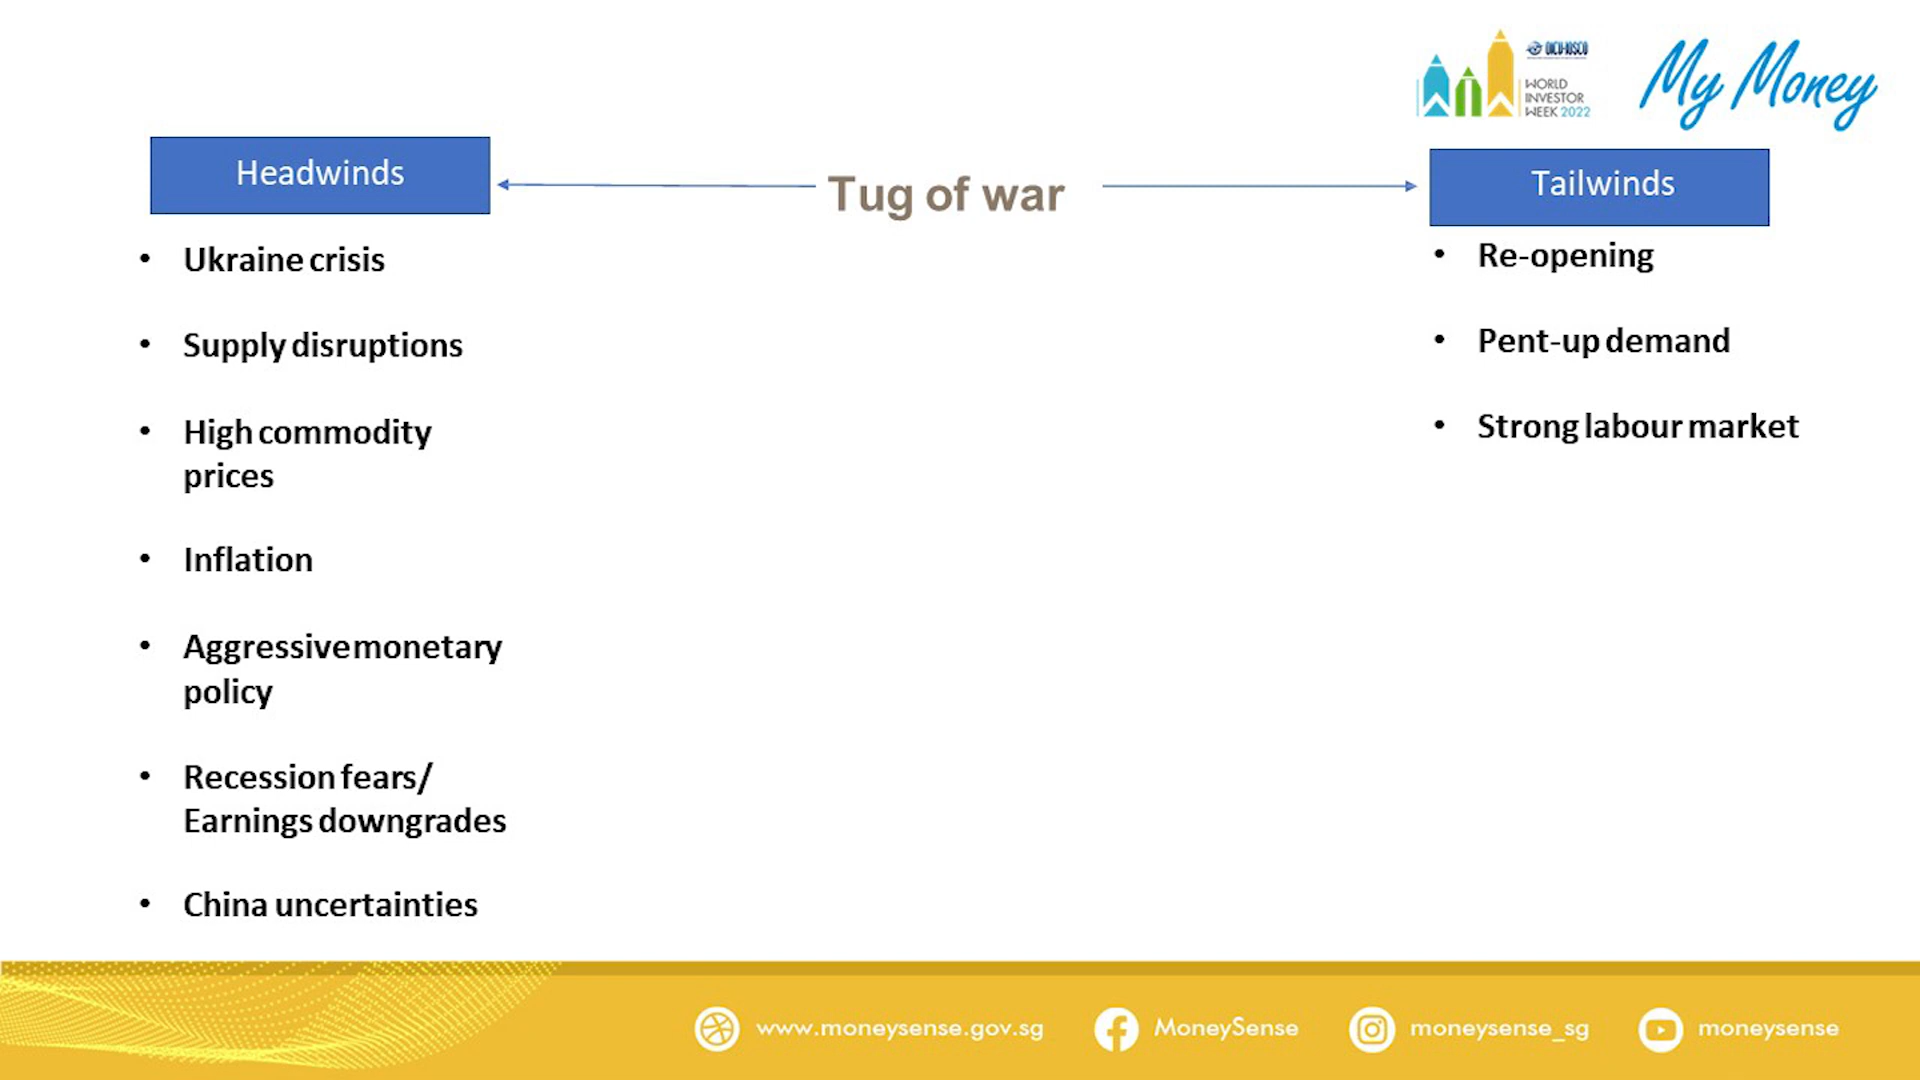 OICU-IOSCO
WORLD
INVESTOR
WEEK 2022
My Money
Headwinds
Tug of war
Tailwinds
• Ukraine crisis
• Supply disruptions
• High commodity
prices
• Inflation
• Aggressive monetary
policy
• Recession fears/
Earnings downgrades
• China uncertainties
• Re-opening
• Pent-up demand
• Strong labour market
www.moneysense.gov.sg
MoneySense
moneysense_sg
moneysense